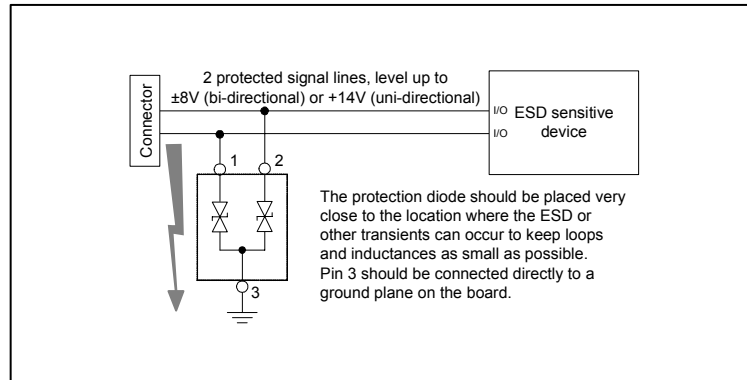 2 protected signal lines, level up to
±8V (bi-directional) or +14V (uni-directional)
Connector
I/O
I/O
ESD sensitive
device
1
2
3
The protection diode should be placed very
close to the location where the ESD or
other transients can occur to keep loops
and inductances as small as possible.
Pin 3 should be connected directly to a
ground plane on the board.